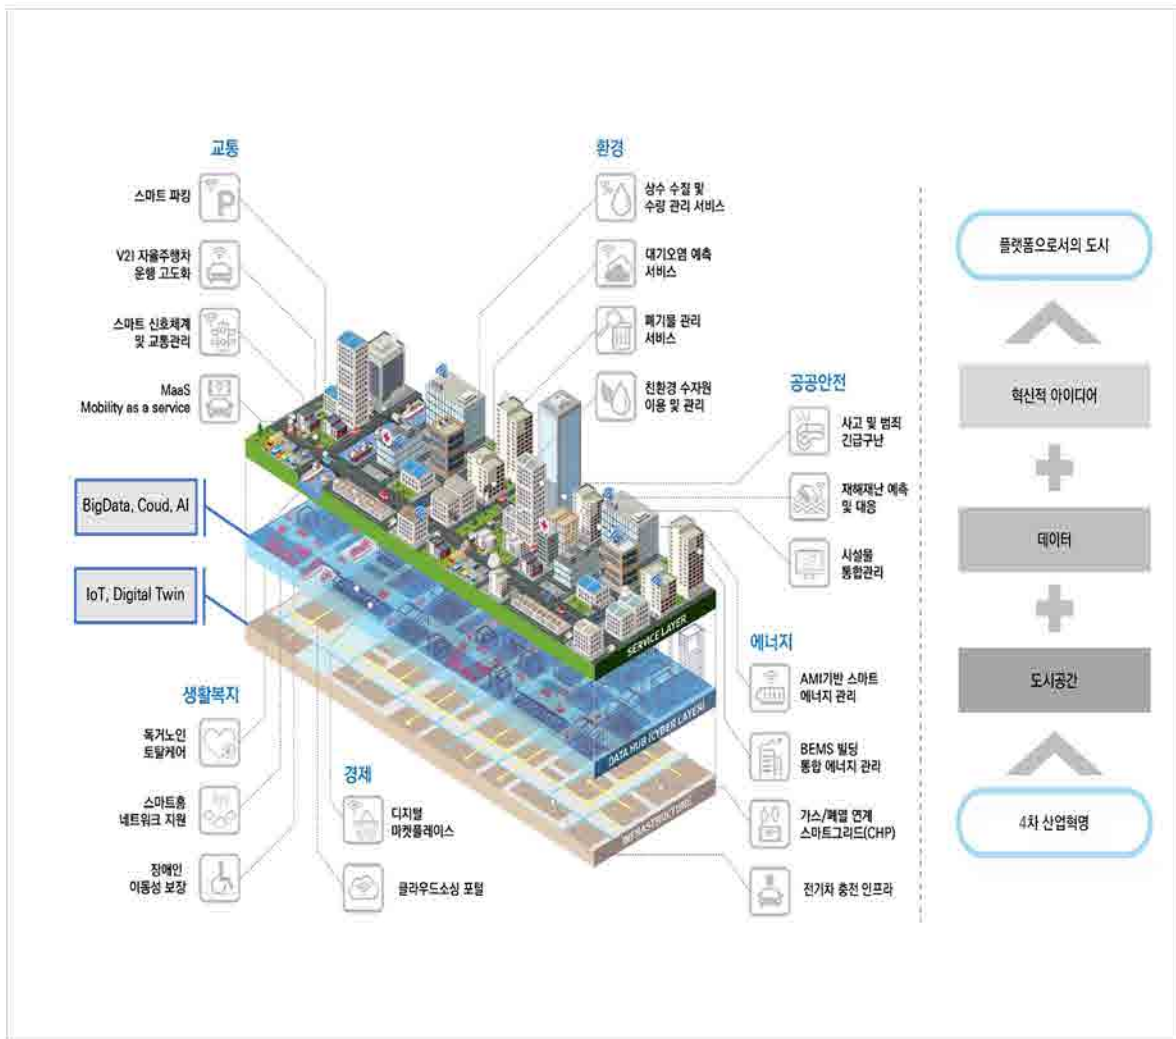 교통
스마트 파킹
V2I 자율주행차
운행 고도화
스마트 신호체계
및 교통관리
MaaS
Mobility as a service
환경
상수 수질 및
수량 관리 서비스
대기오염 예측
서비스
폐기물 관리
서비스
친환경 수자원
이용 및 관리
공공안전
사고 및 범죄
긴급구난
재해재난 예측
및 대응
시설물
통합관리
BigData, Coud, AI
IoT, Digital Twin
SERVICE LAYER
DATA HUB (CYBER LAYER)
INFRASTRUCTURE
에너지
AMI기반 스마트
에너지 관리
BEMS 빌딩
통합 에너지 관리
가스/폐열 연계
스마트그리드(CHP)
전기차 충전 인프라
생활복지
독거노인
토탈케어
스마트홈
네트워크 지원
장애인
이동성 보장
경제
디지털
마켓플레이스
클라우드소싱 포털
플랫폼으로서의 도시
혁신적 아이디어
데이터
도시공간
4차 산업혁명